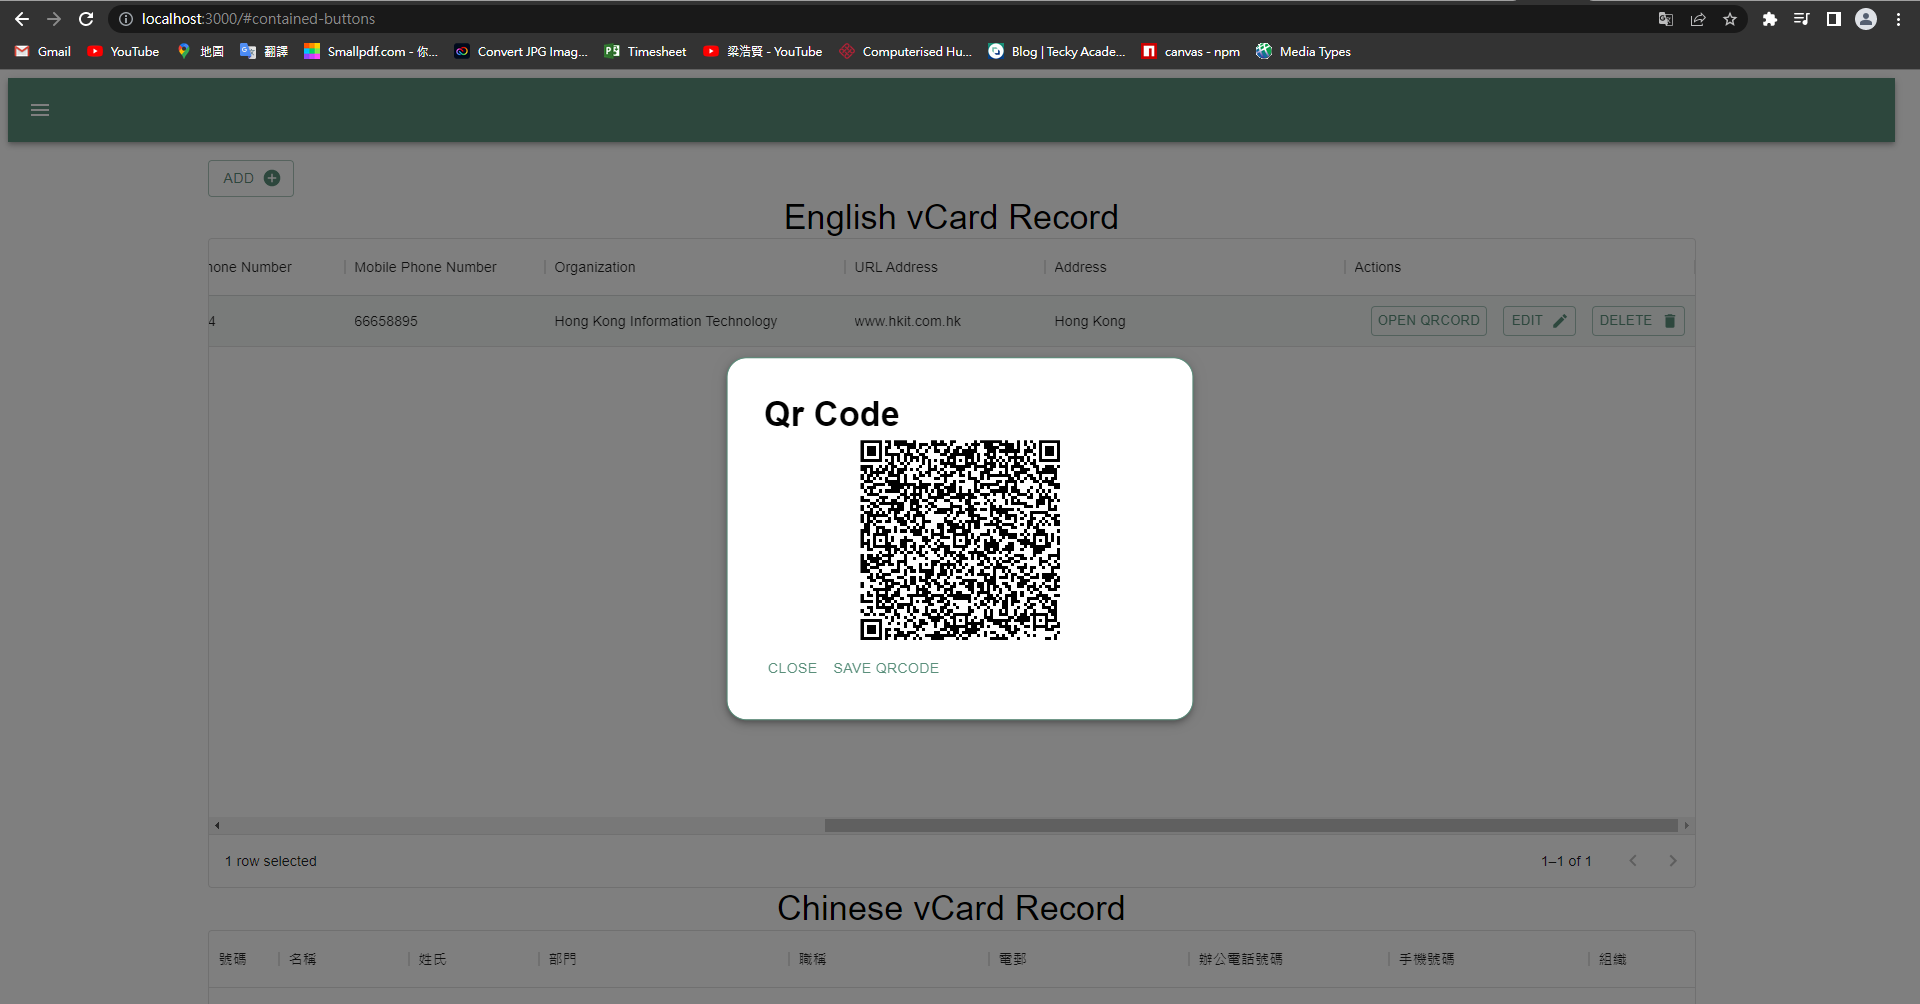 localhost:3000/#contained-buttons
Gmail YouTube 地圖 翻譯 Smallpdf.com - 你... Convert JPG Imag... Timesheet 梁浩賢 - YouTube Computerised Hu... Blog | Tecky Acade... canvas - npm Media Types
ADD
English vCard Record
hone Number Mobile Phone Number Organization URL Address Address Actions
4 66658895 Hong Kong Information Technology www.hkit.com.hk Hong Kong OPEN QRCORD EDIT DELETE
Qr Code
CLOSE SAVE QRCODE
1 row selected 1–1 of 1
Chinese vCard Record
號碼 名稱 姓氏 部門 職稱 電郵 辦公電話號碼 手機號碼 組織